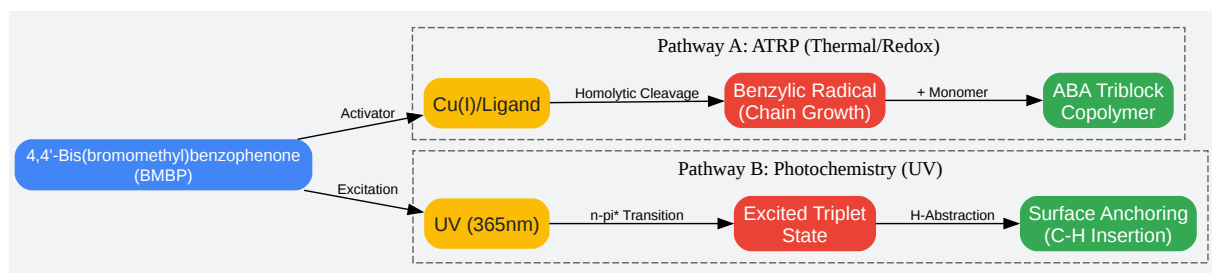 Pathway A: ATRP (Thermal/Redox)
4,4'-Bis(bromomethyl)benzophenone
(BMBP)
Activator
Cu(I)/Ligand
Homolytic Cleavage
Benzylic Radical
(Chain Growth)
+ Monomer
ABA Triblock
Copolymer
Pathway B: Photochemistry (UV)
Excitation
UV (365nm)
n-pi* Transition
Excited Triplet
State
H-Abstraction
Surface Anchoring
(C-H Insertion)